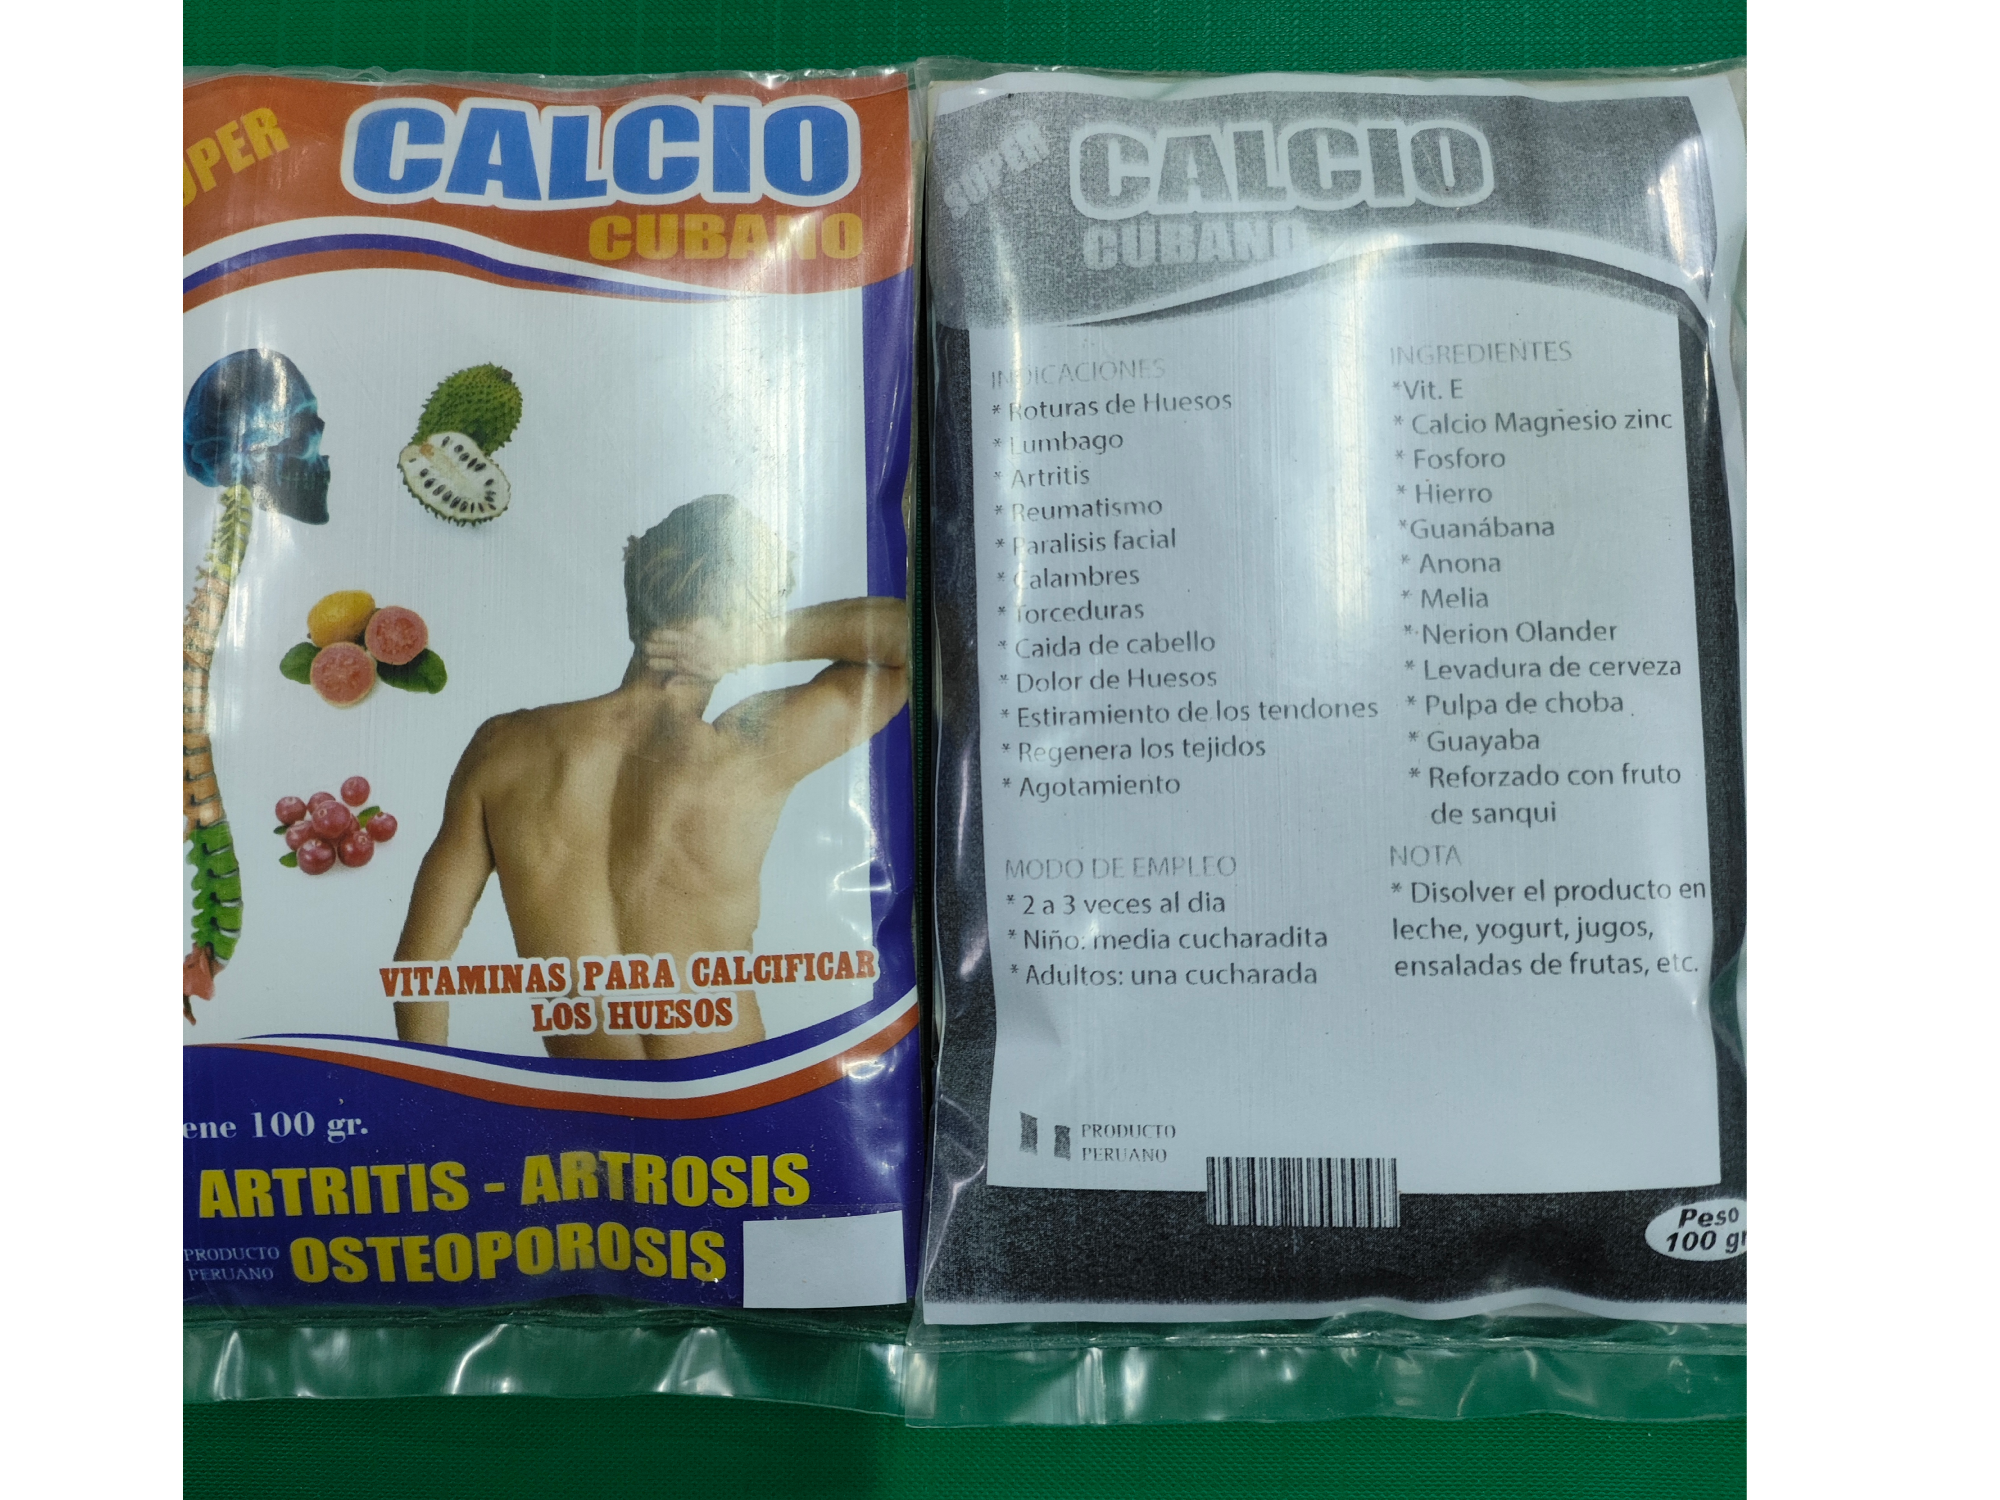 SUPER
CALCIO
CUBANO
VITAMINAS PARA CALCIFICAR
LOS HUESOS
ene 100 gr.
ARTRITIS - ARTROSIS
OSTEOPOROSIS
PRODUCTO
PERUANO
SUPER
CALCIO
CUBANO
INDICACIONES
* Roturas de Huesos
* Lumbago
* Artritis
* Reumatismo
* Paralisis facial
* Calambres
* Torceduras
* Caida de cabello
* Dolor de Huesos
* Estiramiento de los tendones
* Regenera los tejidos
* Agotamiento
MODO DE EMPLEO
* 2 a 3 veces al dia
* Niño: media cucharadita
* Adultos: una cucharada
INGREDIENTES
*Vit. E
* Calcio Magnesio zinc
* Fosforo
* Hierro
*Guanábana
* Anona
* Melia
* Nerion Olander
* Levadura de cerveza
* Pulpa de choba
* Guayaba
* Reforzado con fruto
de sanqui
NOTA
* Disolver el producto en
leche, yogurt, jugos,
ensaladas de frutas, etc.
PRODUCTO
PERUANO
Peso
100 gr